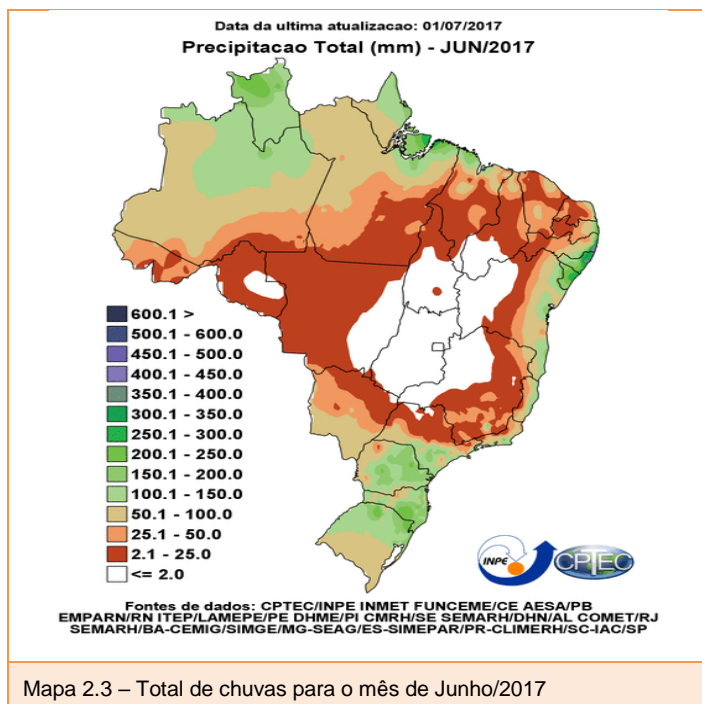 Data da ultima atualizacao: 01/07/2017
Precipitacao Total (mm) - JUN/2017
600.1 >
500.1 - 600.0
450.1 - 500.0
400.1 - 450.0
350.1 - 400.0
300.1 - 350.0
250.1 - 300.0
200.1 - 250.0
150.1 - 200.0
100.1 - 150.0
50.1 - 100.0
25.1 - 50.0
2.1 - 25.0
<= 2.0
INPE
CPTEC
Fontes de dados: CPTEC/INPE INMET FUNCEME/CE AESA/PB
EMPARN/RN ITEP/LAMEPE/PE DHME/PI CMRH/SE SEMARH/DHN/AL COMET/RJ
SEMARH/BA-CEMIG/SIMGE/MG-SEAG/ES-SIMEPAR/PR-CLIMERH/SC-IAC/SP
Mapa 2.3 – Total de chuvas para o mês de Junho/2017